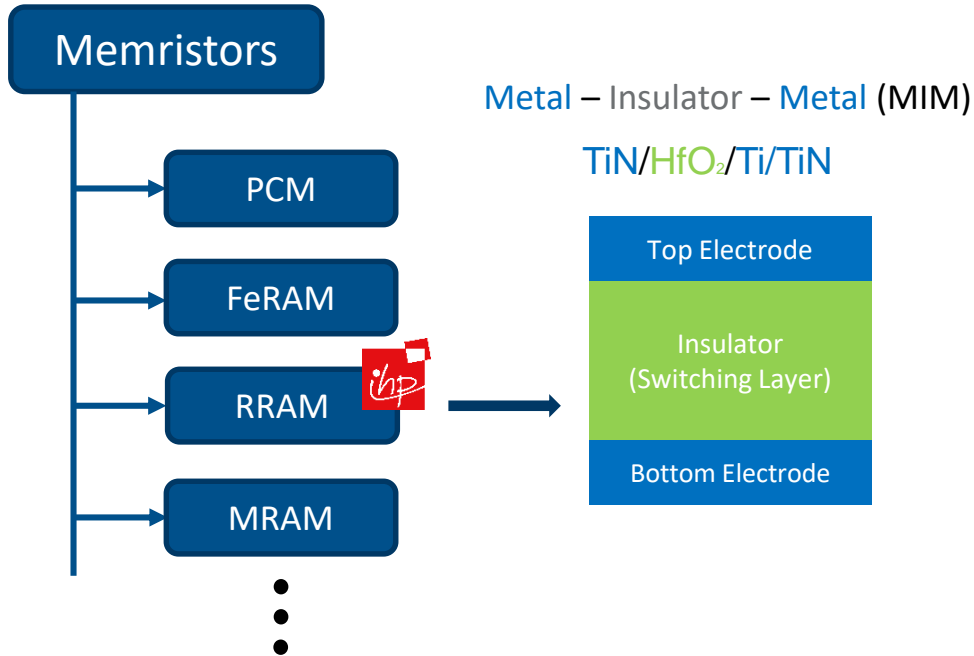 Memristors
Metal – Insulator – Metal (MIM)
TiN/HfO₂/Ti/TiN
PCM
FeRAM
RRAM
ihp
MRAM
Top Electrode
Insulator
(Switching Layer)
Bottom Electrode